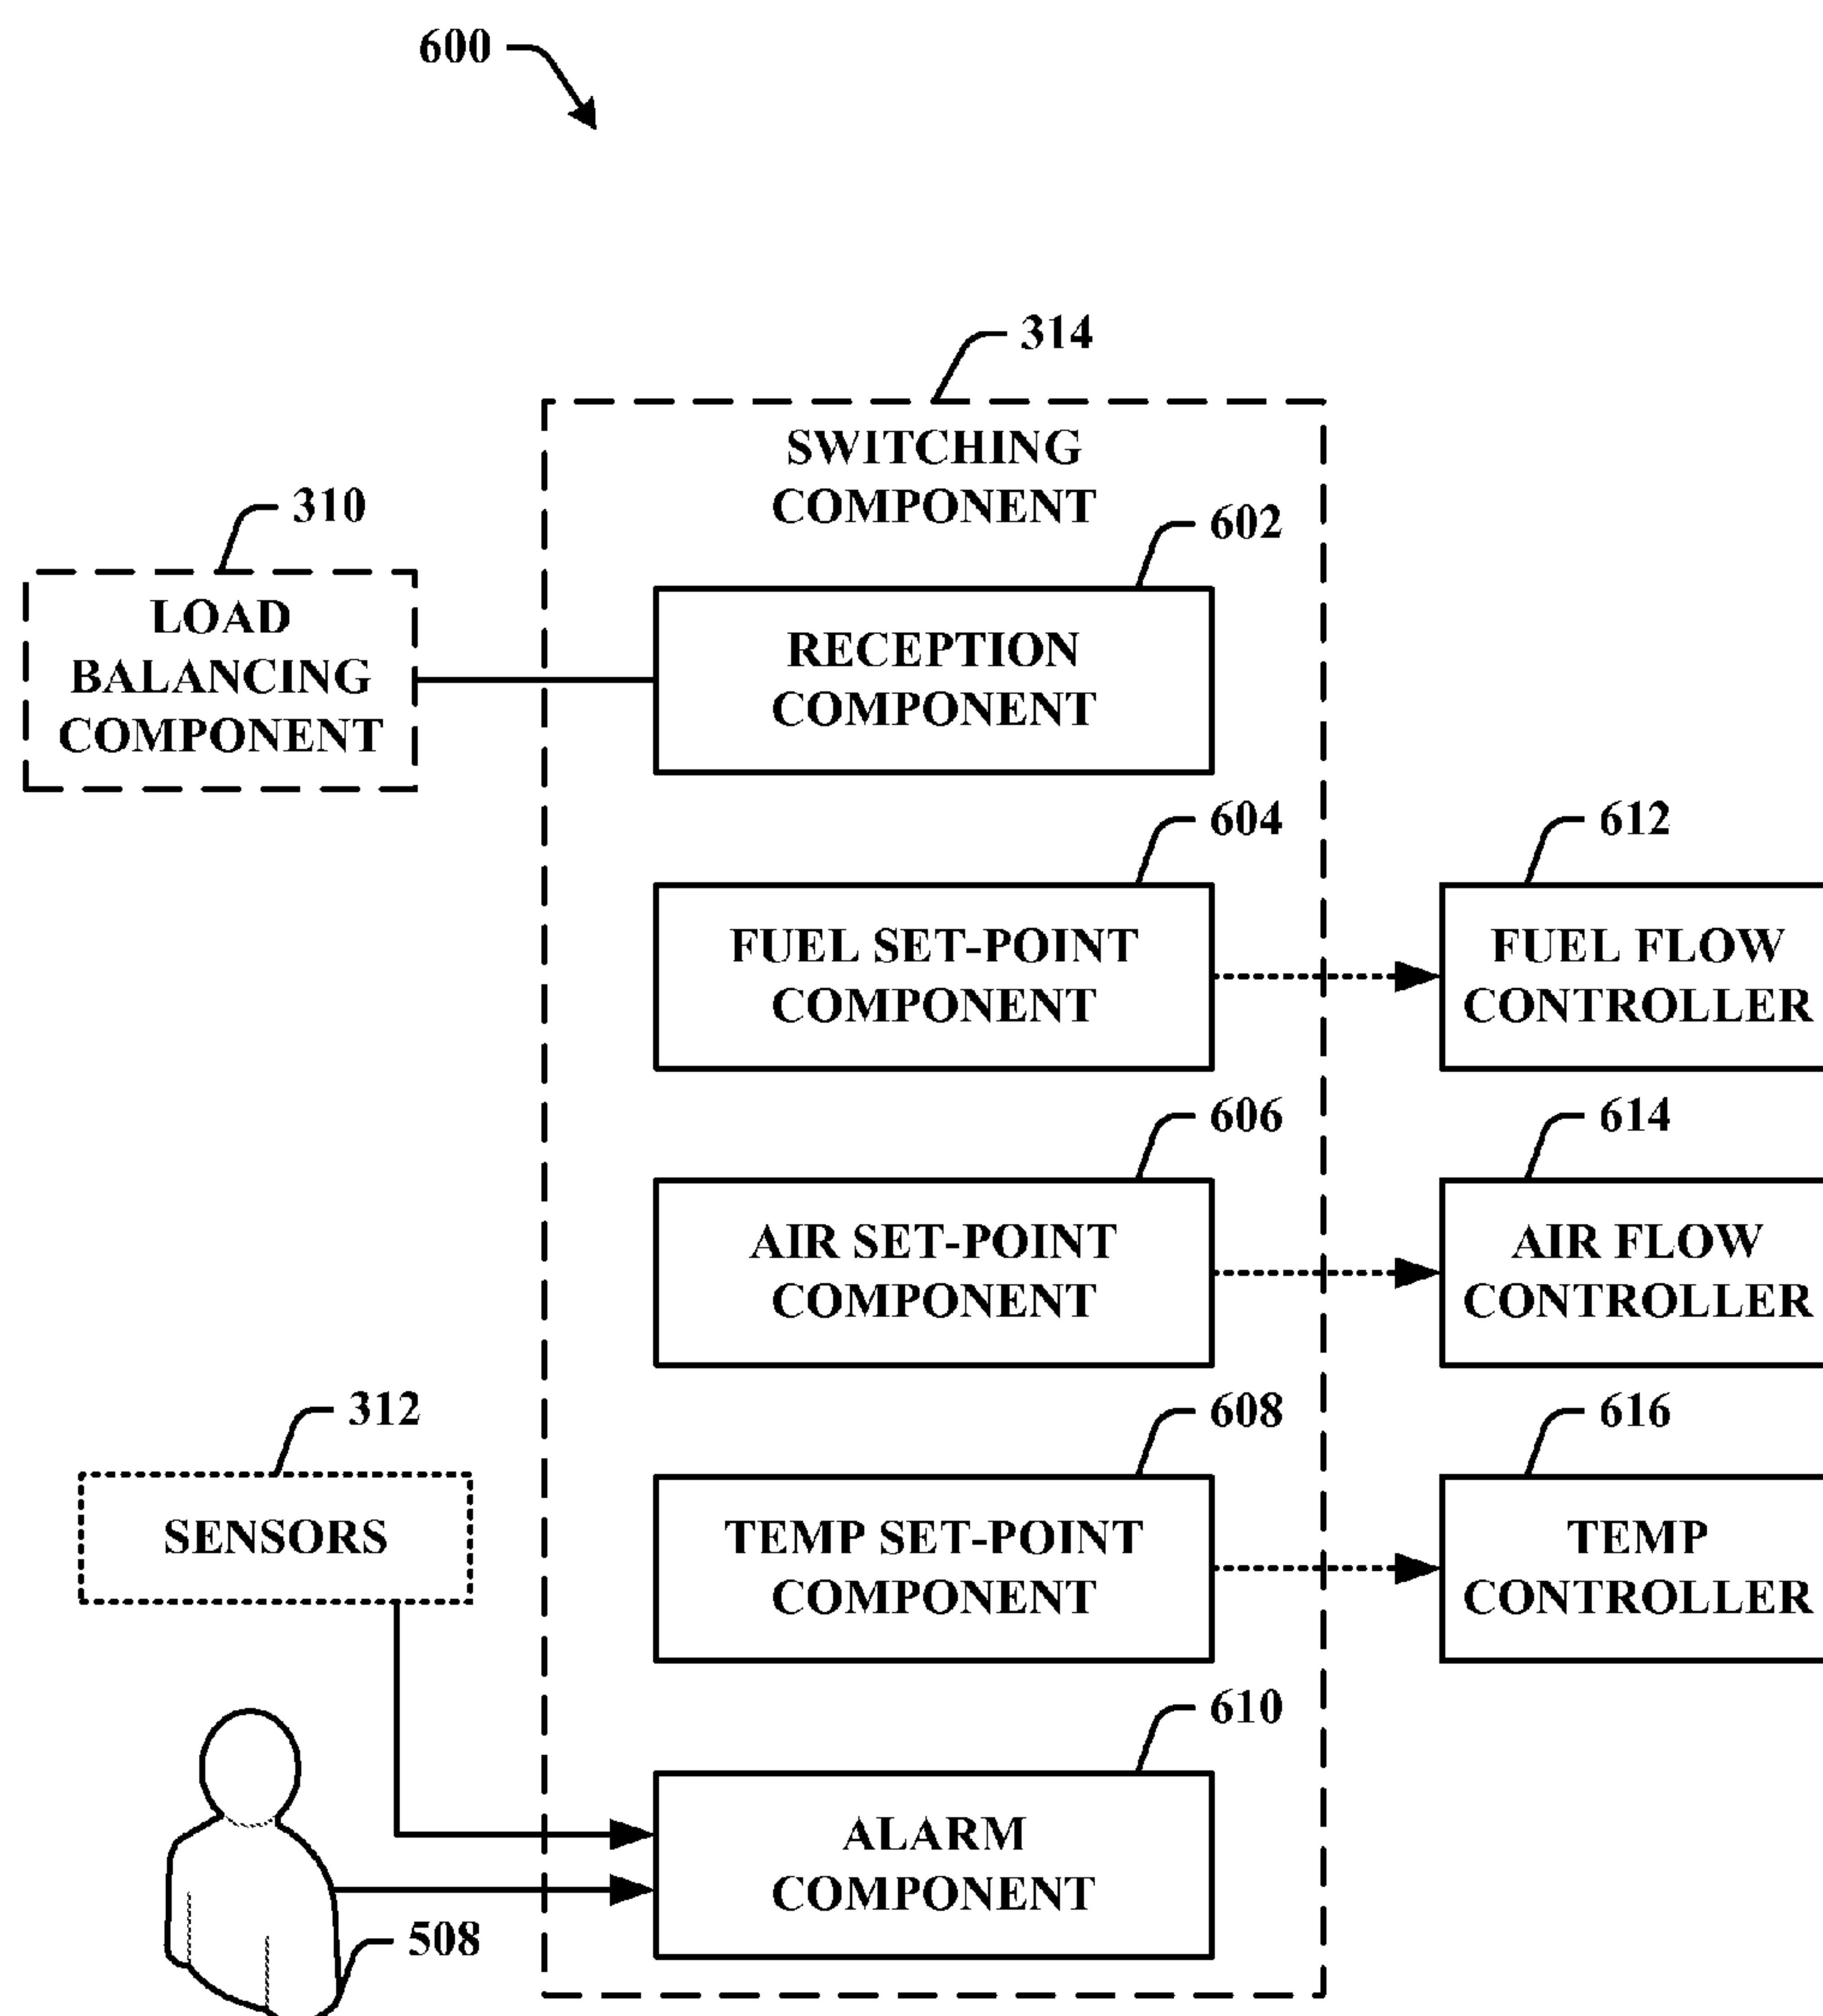 600
314
SWITCHING
COMPONENT
310
602
LOAD
BALANCING
COMPONENT
RECEPTION
COMPONENT
604
612
FUEL SET-POINT
COMPONENT
FUEL FLOW
CONTROLLER
606
614
AIR SET-POINT
COMPONENT
AIR FLOW
CONTROLLER
312
608
616
SENSORS
TEMP SET-POINT
COMPONENT
TEMP
CONTROLLER
610
ALARM
COMPONENT
508